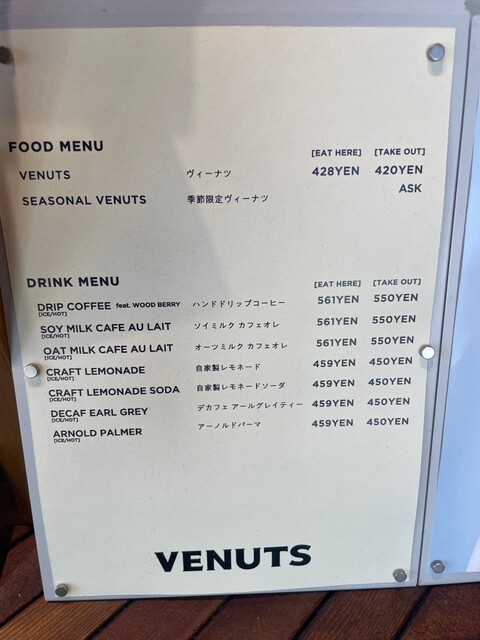 FOOD MENU [EAT HERE] [TAKE OUT]
VENUTS ヴィーナツ 428YEN 420YEN
SEASONAL VENUTS 季節限定ヴィーナツ ASK
DRINK MENU [EAT HERE] [TAKE OUT]
DRIP COFFEE feat. WOOD BERRY ハンドドリップコーヒー 561YEN 550YEN
[ICE/HOT]
SOY MILK CAFE AU LAIT ソイミルク カフェオレ 561YEN 550YEN
[ICE/HOT]
OAT MILK CAFE AU LAIT オーツミルク カフェオレ 561YEN 550YEN
[ICE/HOT]
CRAFT LEMONADE 自家製レモネード 459YEN 450YEN
[ICE/HOT]
CRAFT LEMONADE SODA 自家製レモネードソーダ 459YEN 450YEN
DECAF EARL GREY デカフェ アールグレイティー 459YEN 450YEN
[ICE/HOT]
ARNOLD PALMER アーノルドパーマ 459YEN 450YEN
[ICE/HOT]
VENUTS